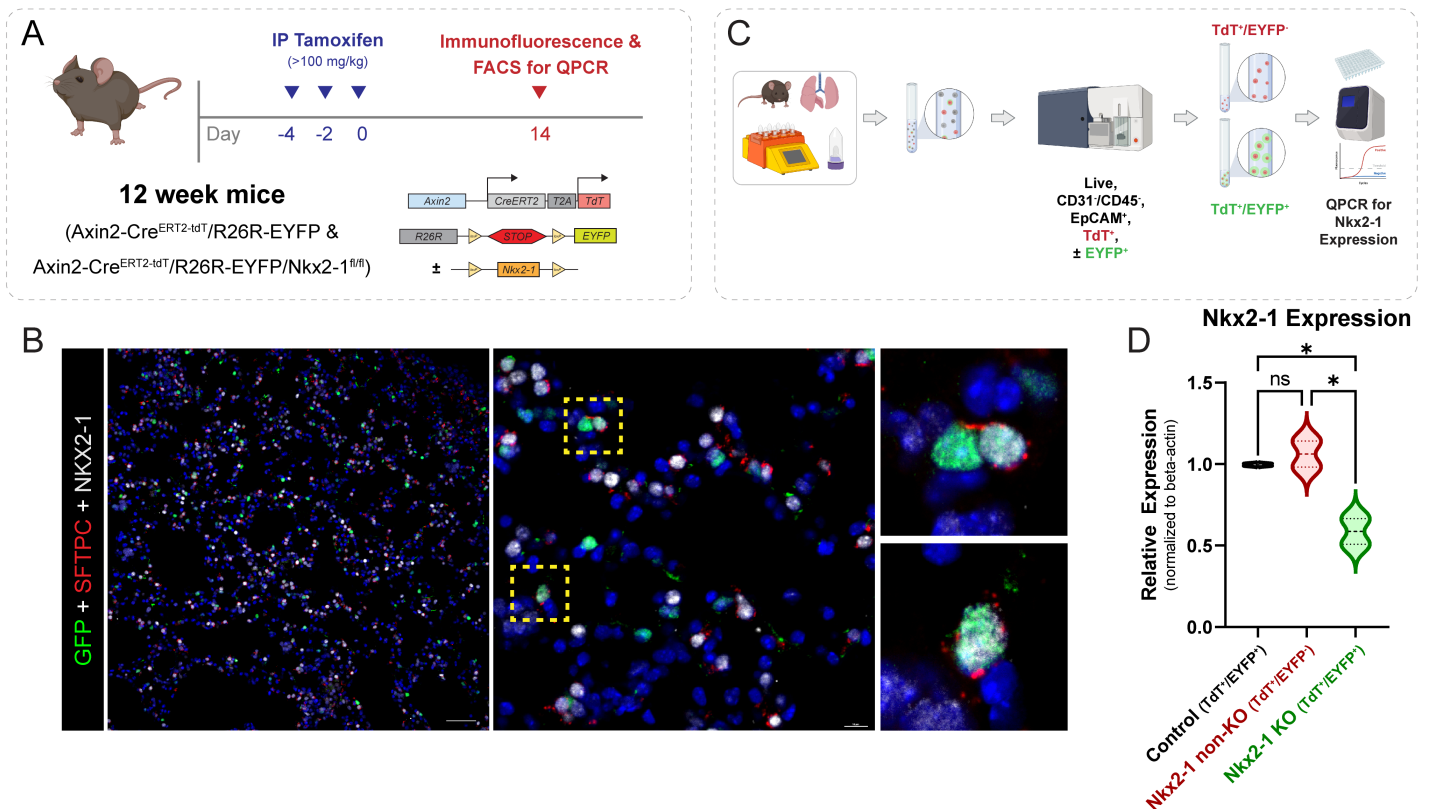 A
IP Tamoxifen
(>100 mg/kg)
Immunofluorescence &
FACS for QPCR
Day
-4
-2
0
14
12 week mice
(Axin2-CreERT2-tdT/R26R-EYFP &
Axin2-CreERT2-tdT/R26R-EYFP/Nkx2-1fl/fl)
Axin2
CreERT2
T2A
TdT
R26R
STOP
EYFP
±
Nkx2-1
C
Live,
CD31-/CD45-,
EpCAM+,
TdT+,
± EYFP+
TdT+/EYFP-
TdT+/EYFP+
QPCR for
Nkx2-1
Expression
B
GFP + SFTPC + NKX2-1
D
Nkx2-1 Expression
*
ns
*
Relative Expression
(normalized to beta-actin)
1.5
1.0
0.5
0.0
Control (TdT+/EYFP+)
Nkx2-1 non-KO (TdT+/EYFP-)
Nkx2-1 KO (TdT+/EYFP+)